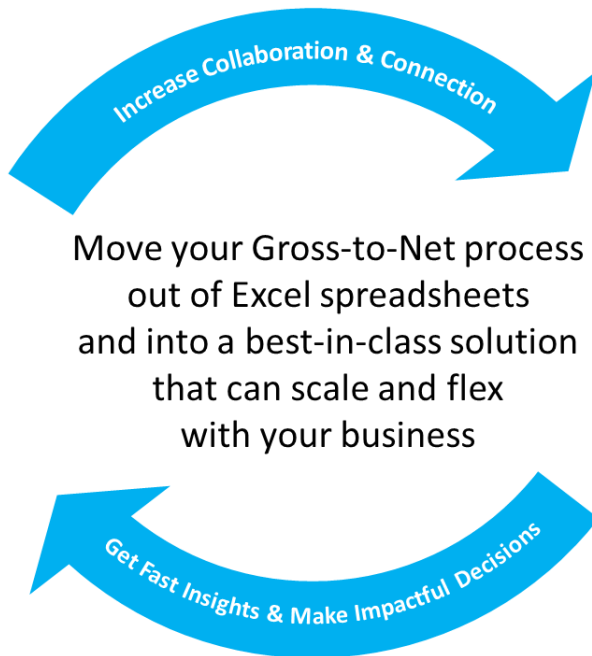 Increase Collaboration & Connection
Move your Gross-to-Net process
out of Excel spreadsheets
and into a best-in-class solution
that can scale and flex
with your business
Get Fast Insights & Make Impactful Decisions